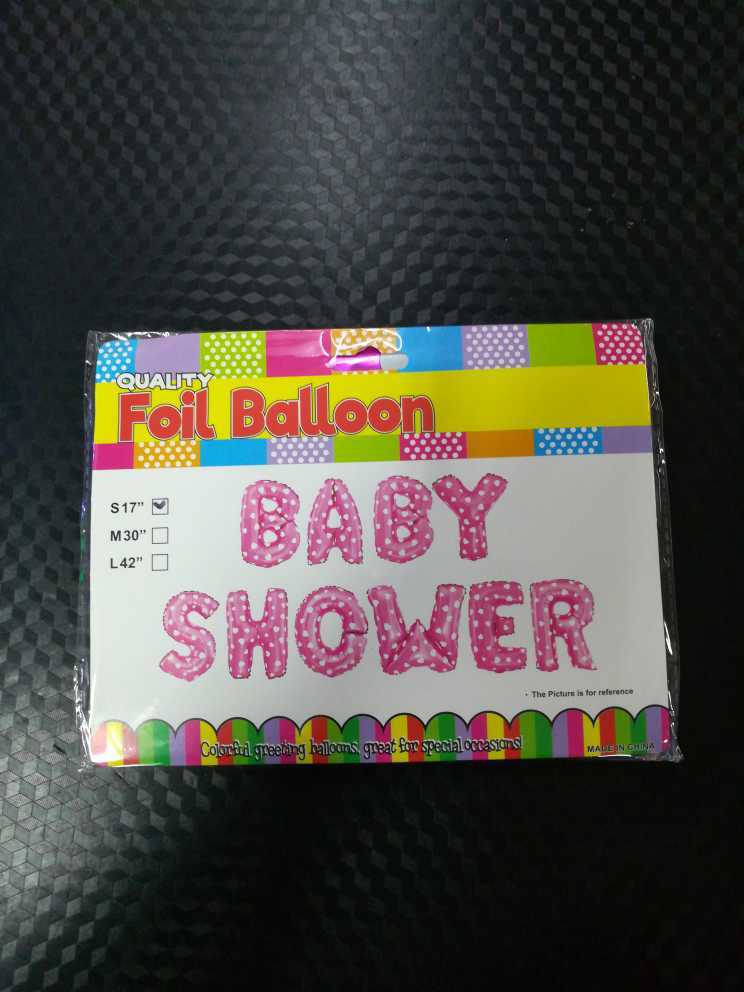 QUALITY
Foil Balloon
S17"
M30"
L42"
BABY
SHOWER
· The Picture is for reference
Colorful greeting balloons, great for special occasions!
MADE IN CHINA